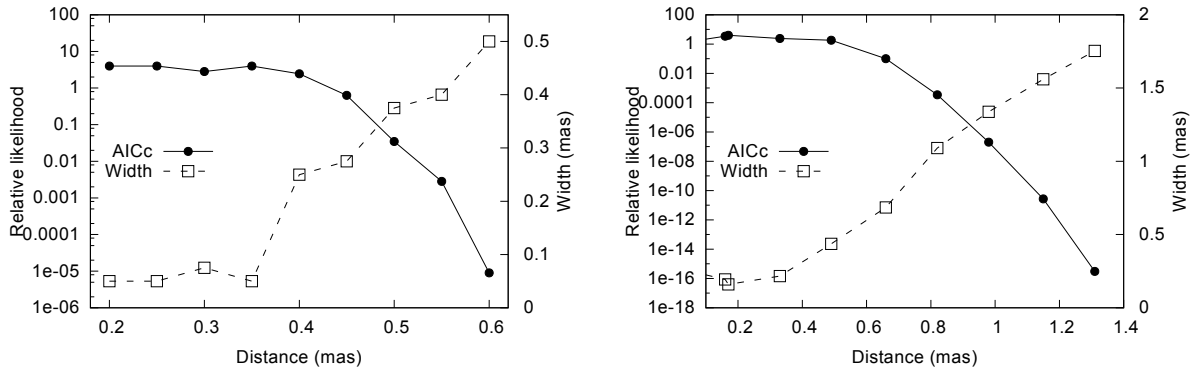 100
10
1
0.1
0.01
0.001
0.0001
1e-05
1e-06
Relative likelihood
AICc
Width
0.5
0.4
0.3
0.2
0.1
0
Width (mas)
0.2 0.3 0.4 0.5 0.6
Distance (mas)
100
1
0.01
0.0001
1e-06
1e-08
1e-10
1e-12
1e-14
1e-16
1e-18
Relative likelihood
AICc
Width
2
1.5
1
0.5
0
Width (mas)
0.2 0.4 0.6 0.8 1 1.2 1.4
Distance (mas)